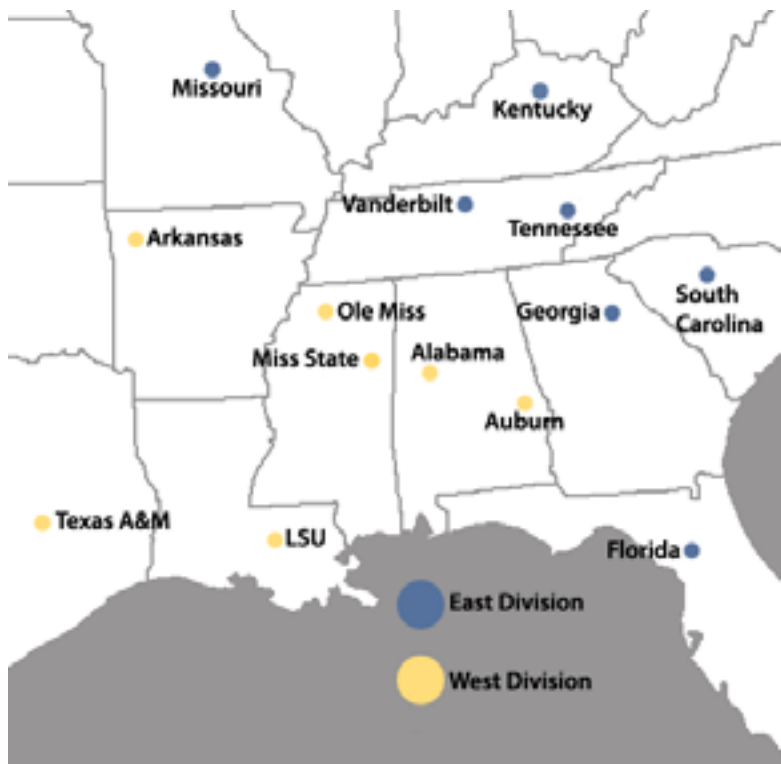 Missouri
Kentucky
Vanderbilt
Tennessee
Arkansas
South
Carolina
Ole Miss
Georgia
Miss State
Alabama
Auburn
Texas A&M
LSU
Florida
East Division
West Division